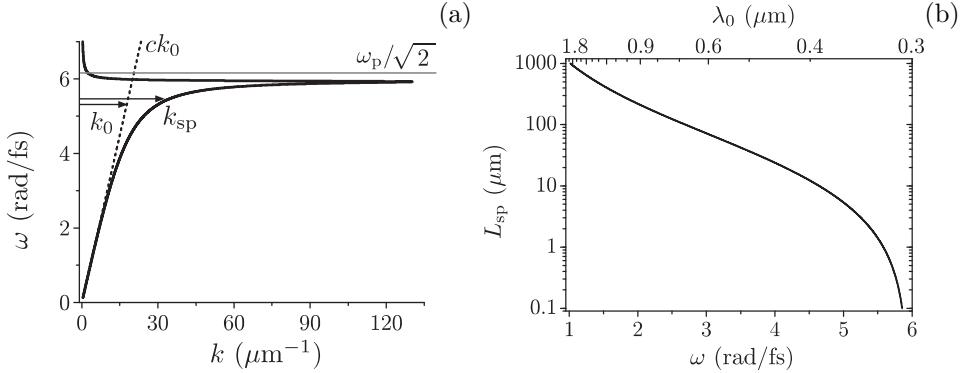 (a)
ck₀
ωₚ/√2
k₀
kₛₚ
6
4
2
0
ω (rad/fs)
0 30 60 90 120
k (μm⁻¹)
(b)
λ₀ (μm)
1.8 0.9 0.6 0.4 0.3
1000
100
10
1
0.1
Lₛₚ (μm)
1 2 3 4 5 6
ω (rad/fs)